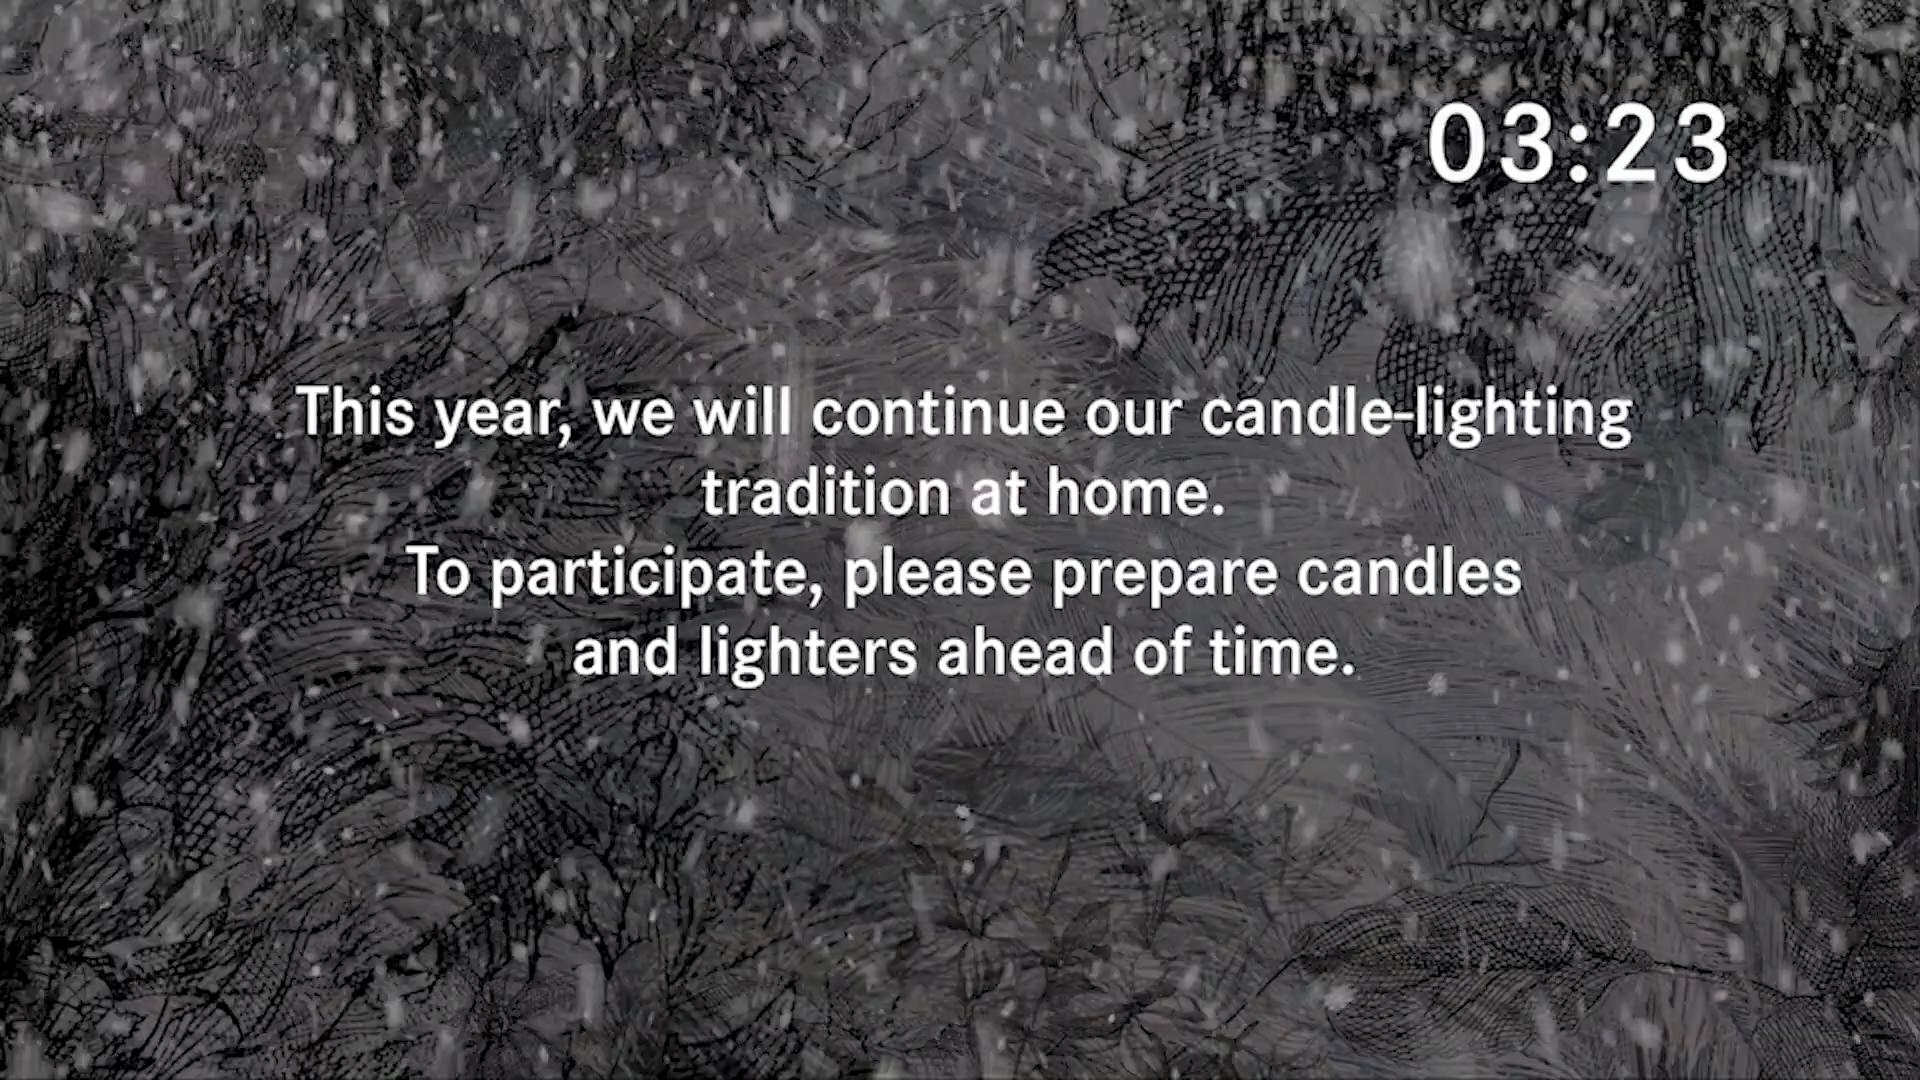 03:23
This year, we will continue our candle-lighting
tradition at home.
To participate, please prepare candles
and lighters ahead of time.